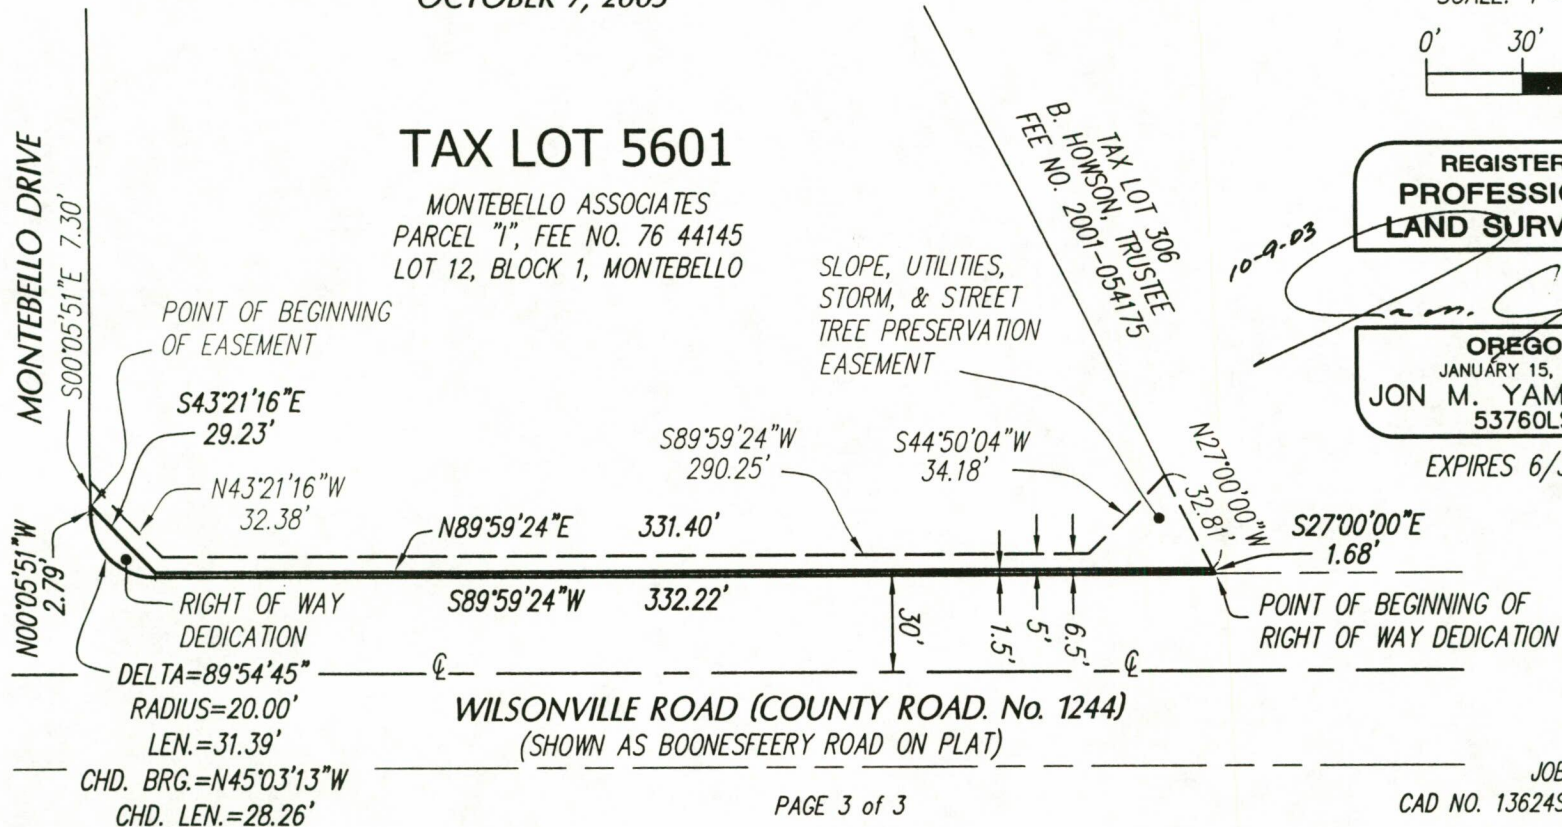 OCTOBER 7, 2003
0' 30'
TAX LOT 5601
MONTEBELLO ASSOCIATES
PARCEL "I", FEE NO. 76 44145
LOT 12, BLOCK 1, MONTEBELLO
MONTEBELLO DRIVE
S00°05'51"E 7.30'
POINT OF BEGINNING
OF EASEMENT
S43°21'16"E
29.23'
N43°21'16"W
32.38'
N00°05'51"W
2.79'
RIGHT OF WAY
DEDICATION
DELTA=89°54'45"
RADIUS=20.00'
LEN.=31.39'
CHD. BRG.=N45°03'13"W
CHD. LEN.=28.26'
N89°59'24"E 331.40'
S89°59'24"W 332.22'
S89°59'24"W
290.25'
SLOPE, UTILITIES,
STORM, & STREET
TREE PRESERVATION
EASEMENT
S44°50'04"W
34.18'
TAX LOT 306
B. HOWSON, TRUSTEE
FEE NO. 2001-054175
N27°00'00"W
32.81'
S27°00'00"E
1.68'
POINT OF BEGINNING OF
RIGHT OF WAY DEDICATION
30'
1.5'
5'
6.5'
℄
℄
WILSONVILLE ROAD (COUNTY ROAD. No. 1244)
(SHOWN AS BOONESFEERY ROAD ON PLAT)
PAGE 3 of 3
10-9-03
REGISTER
PROFESSIO
LAND SURV
OREGO
JANUARY 15,
JON M. YAM
53760LS
EXPIRES 6/
JOB
CAD NO. 13624S